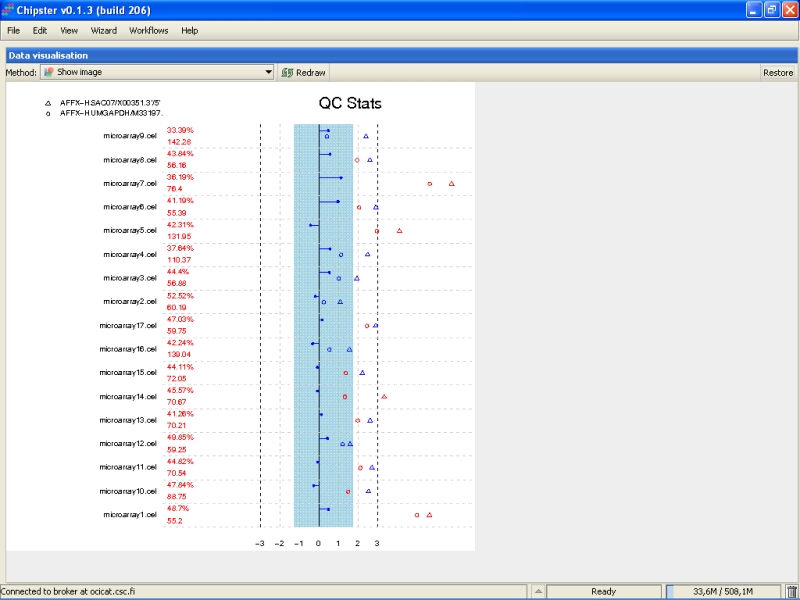 Chipster v0.1.3 (build 206)
File Edit View Wizard Workflows Help
Data visualisation
Method: Show image Redraw Restore
QC Stats
AFFX-HSAC07/X00351.3'/5'
AFFX-HUMGAPDH/M33197.
microarray9.cel 33.39%
142.28
microarray8.cel 43.84%
56.16
microarray7.cel 36.19%
76.4
microarray6.cel 41.19%
55.39
microarray5.cel 42.31%
131.95
microarray4.cel 37.64%
110.37
microarray3.cel 44.4%
56.88
microarray2.cel 52.52%
60.19
microarray17.cel 47.03%
59.75
microarray16.cel 42.24%
139.04
microarray15.cel 44.11%
72.05
microarray14.cel 45.57%
70.67
microarray13.cel 41.26%
70.21
microarray12.cel 49.85%
59.25
microarray11.cel 44.82%
70.54
microarray10.cel 47.84%
88.75
microarray1.cel 48.7%
55.2
-3 -2 -1 0 1 2 3
Connected to broker at ocicat.csc.fi Ready 33,6M / 508,1M